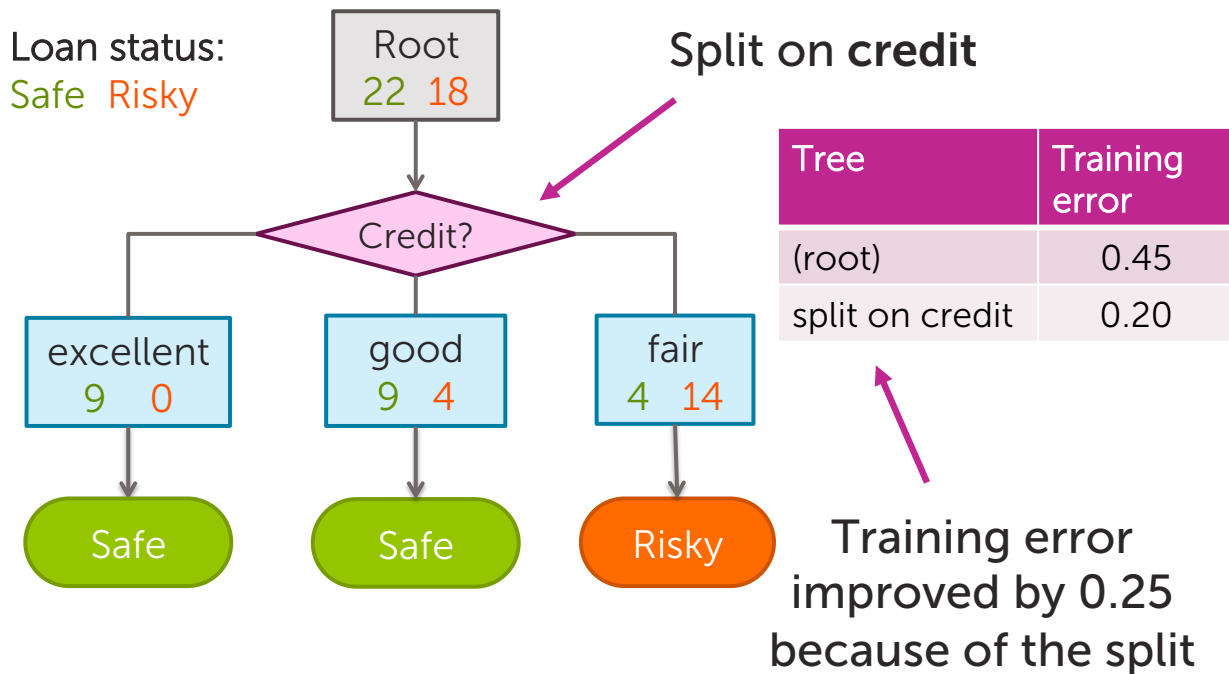 Loan status:
Safe Risky
Root
22 18
Split on credit
Credit?
excellent
9 0
good
9 4
fair
4 14
Safe
Safe
Risky
Tree
Training
error
(root)
0.45
split on credit
0.20
Training error
improved by 0.25
because of the split